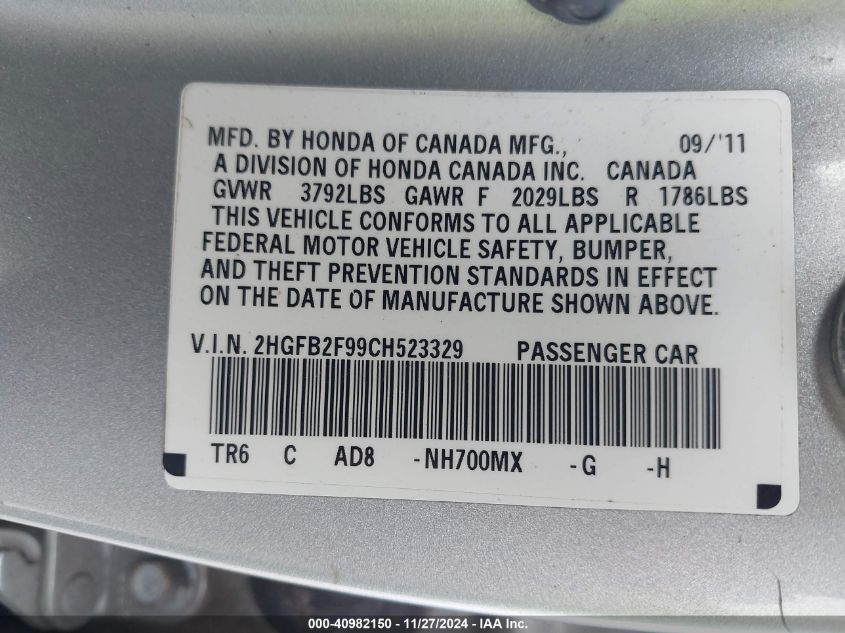 MFD. BY HONDA OF CANADA MFG., 09/'11
A DIVISION OF HONDA CANADA INC. CANADA
GVWR 3792LBS GAWR F 2029LBS R 1786LBS
THIS VEHICLE CONFORMS TO ALL APPLICABLE
FEDERAL MOTOR VEHICLE SAFETY, BUMPER,
AND THEFT PREVENTION STANDARDS IN EFFECT
ON THE DATE OF MANUFACTURE SHOWN ABOVE.
V.I.N. 2HGFB2F99CH523329 PASSENGER CAR
TR6 C AD8 -NH700MX -G -H
000-40982150 - 11/27/2024 - IAA Corp.